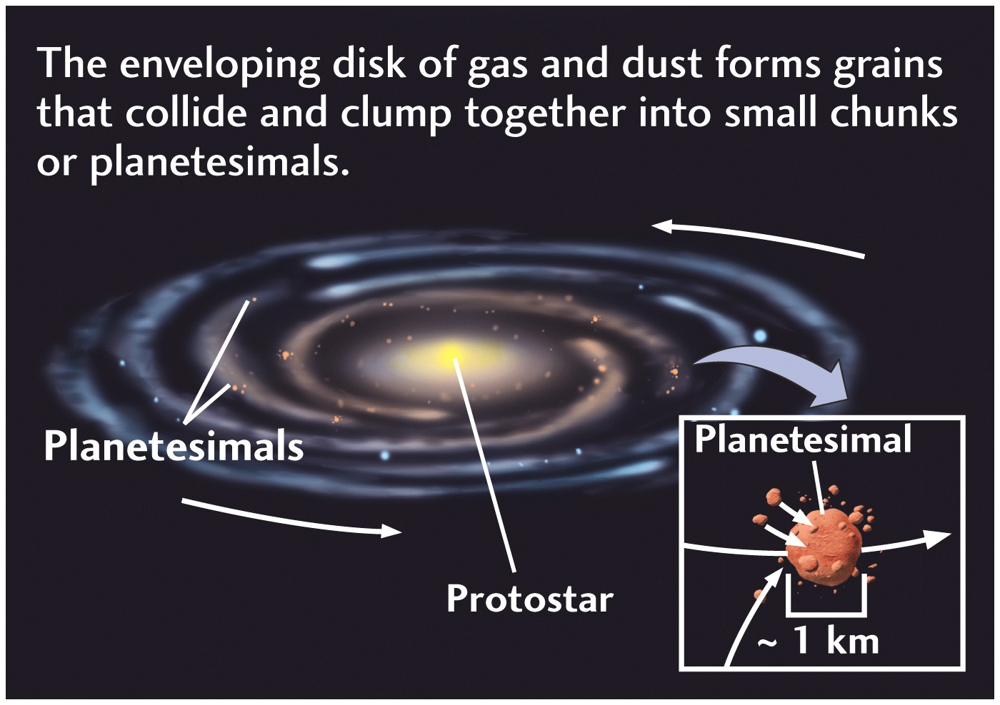 The enveloping disk of gas and dust forms grains
that collide and clump together into small chunks
or planetesimals.
Planetesimals
Protostar
Planetesimal
~ 1 km